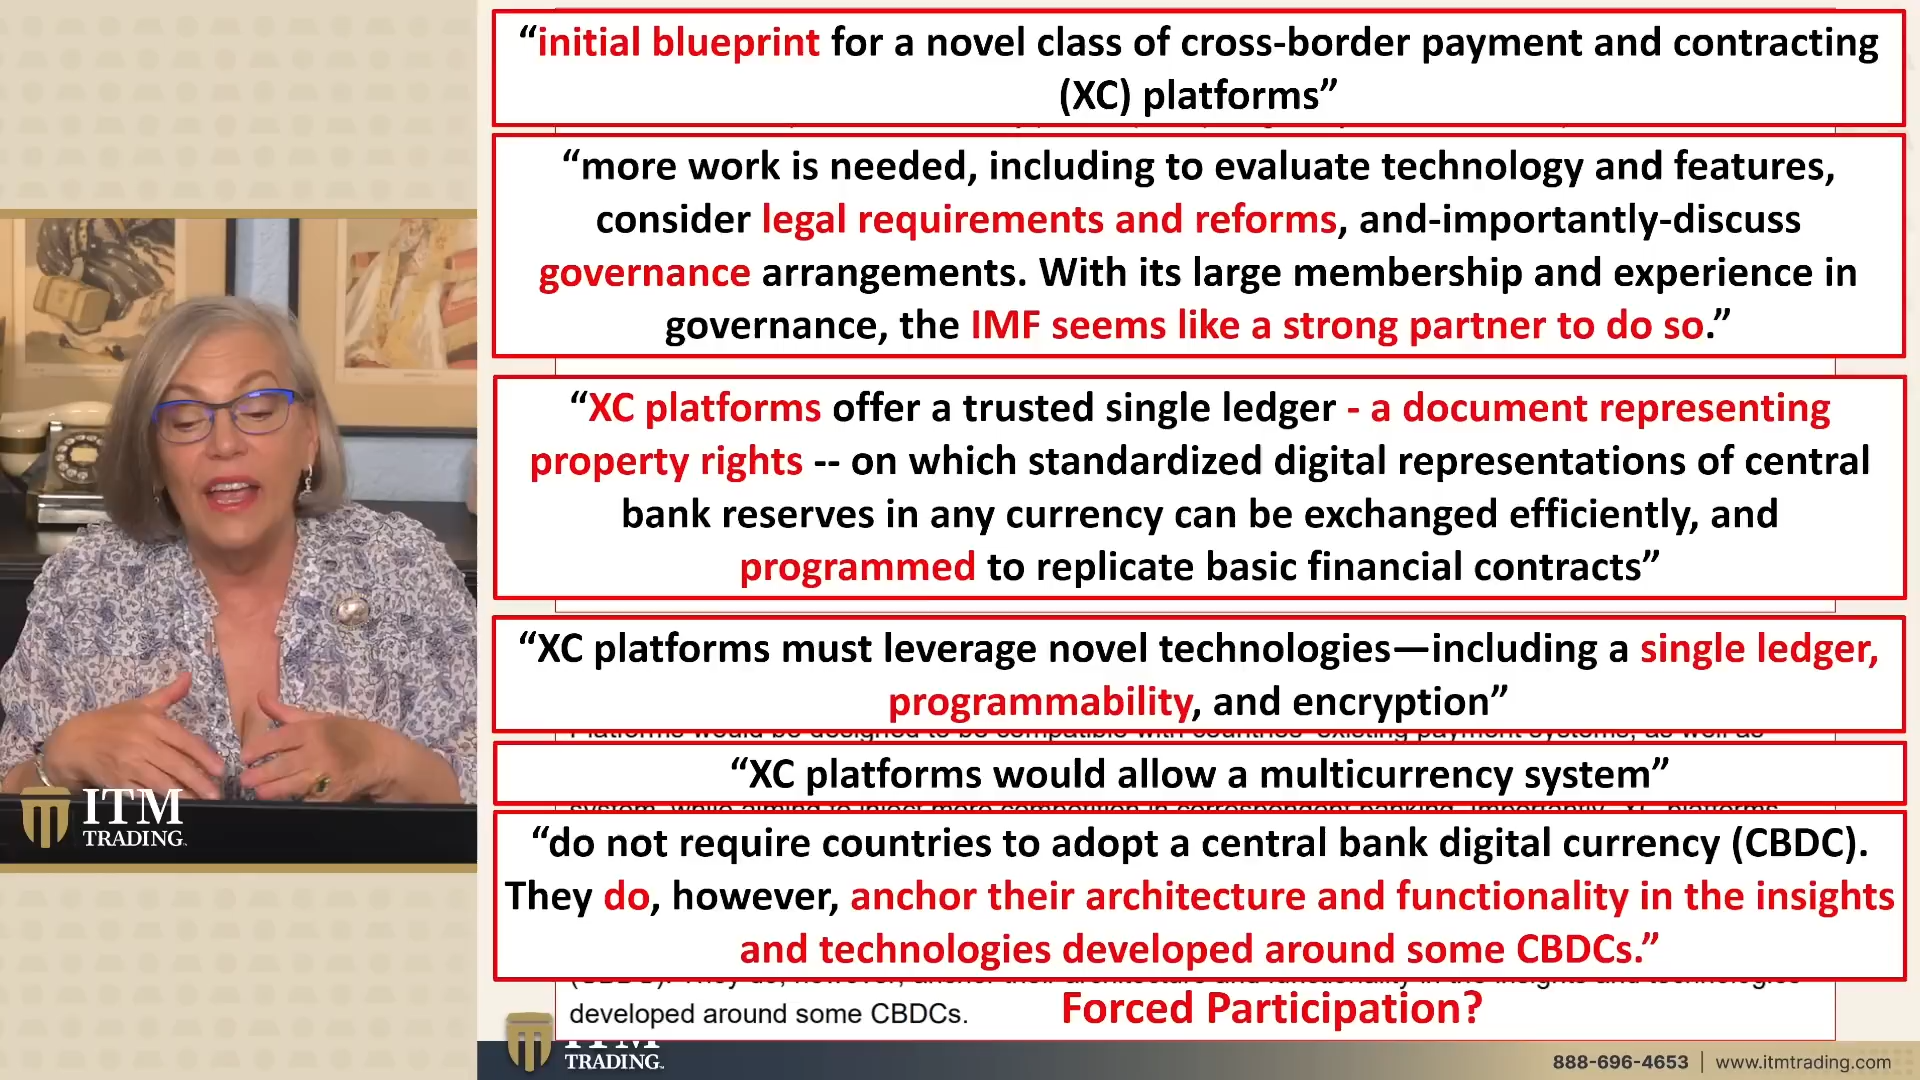 “initial blueprint for a novel class of cross-border payment and contracting
(XC) platforms”
“more work is needed, including to evaluate technology and features,
consider legal requirements and reforms, and-importantly-discuss
governance arrangements. With its large membership and experience in
governance, the IMF seems like a strong partner to do so.”
“XC platforms offer a trusted single ledger - a document representing
property rights -- on which standardized digital representations of central
bank reserves in any currency can be exchanged efficiently, and
programmed to replicate basic financial contracts”
“XC platforms must leverage novel technologies—including a single ledger,
programmability, and encryption”
“XC platforms would allow a multicurrency system”
“do not require countries to adopt a central bank digital currency (CBDC).
They do, however, anchor their architecture and functionality in the insights
and technologies developed around some CBDCs.”
developed around some CBDCs.
Forced Participation?
ITM
TRADING
ITM
TRADING
888-696-4653 | www.itmtrading.com